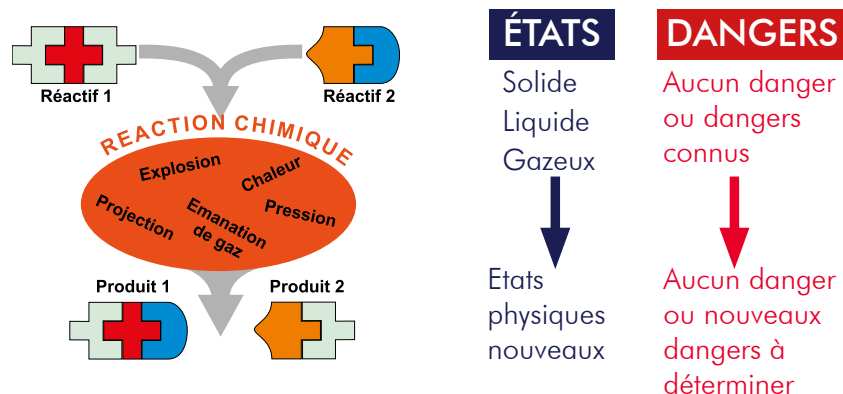 Réactif 1
Réactif 2
REACTION CHIMIQUE
Explosion
Chaleur
Projection
Emanation
de gaz
Pression
Produit 1
Produit 2
ÉTATS
Solide
Liquide
Gazeux
Etats
physiques
nouveaux
DANGERS
Aucun danger
ou dangers
connus
Aucun danger
ou nouveaux
dangers à
déterminer